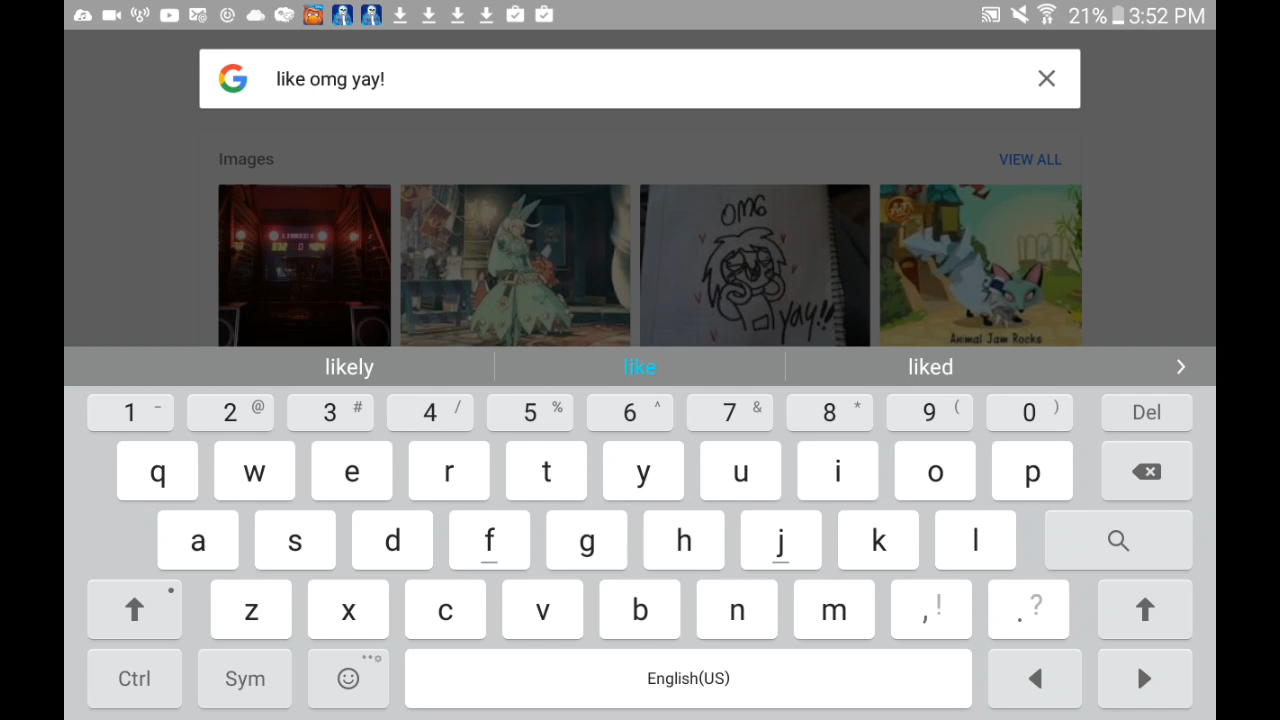 21% 3:52 PM
like omg yay!
Images VIEW ALL
OMG
yay!!
Animal Jam Rocks
likely like liked
1 - 2 @ 3 # 4 / 5 % 6 ^ 7 & 8 * 9 ( 0 ) Del
q w e r t y u i o p
a s d f g h j k l
z x c v b n m , ! . ?
Ctrl Sym English(US)